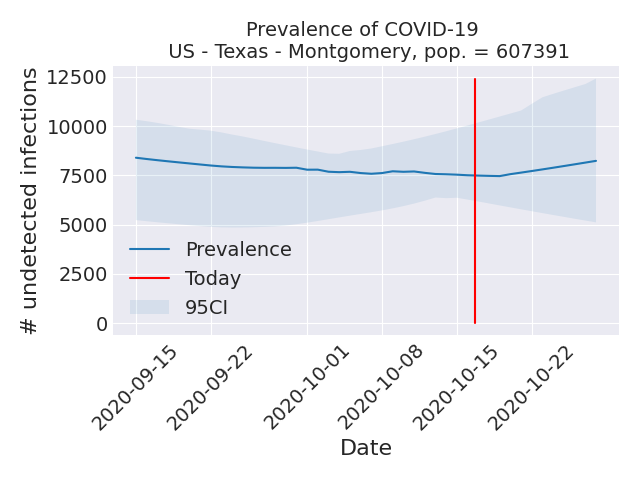 Prevalence of COVID-19
US - Texas - Montgomery, pop. = 607391
# undetected infections
12500
10000
7500
5000
2500
0
Prevalence
Today
95CI
2020-09-15
2020-09-22
2020-10-01
2020-10-08
2020-10-15
2020-10-22
Date